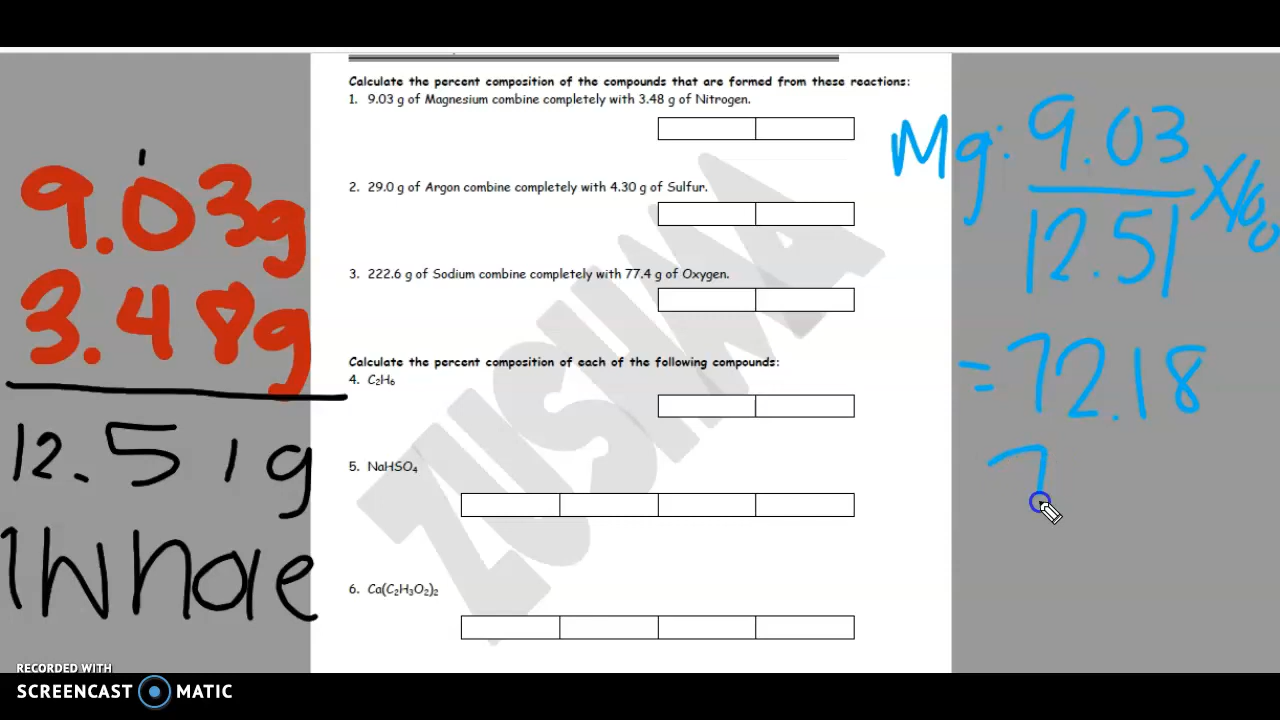 Calculate the percent composition of the compounds that are formed from these reactions:
1. 9.03 g of Magnesium combine completely with 3.48 g of Nitrogen.
2. 29.0 g of Argon combine completely with 4.30 g of Sulfur.
3. 222.6 g of Sodium combine completely with 77.4 g of Oxygen.
Calculate the percent composition of each of the following compounds:
4. C₂H₆
5. NaHSO₄
6. Ca(C₂H₃O₂)₂
ZUSHMA
1
9.03g
3.48g
12.51g
1Whole
Mg: 9.03
12.51 X100
=72.18
7
RECORDED WITH
SCREENCAST MATIC